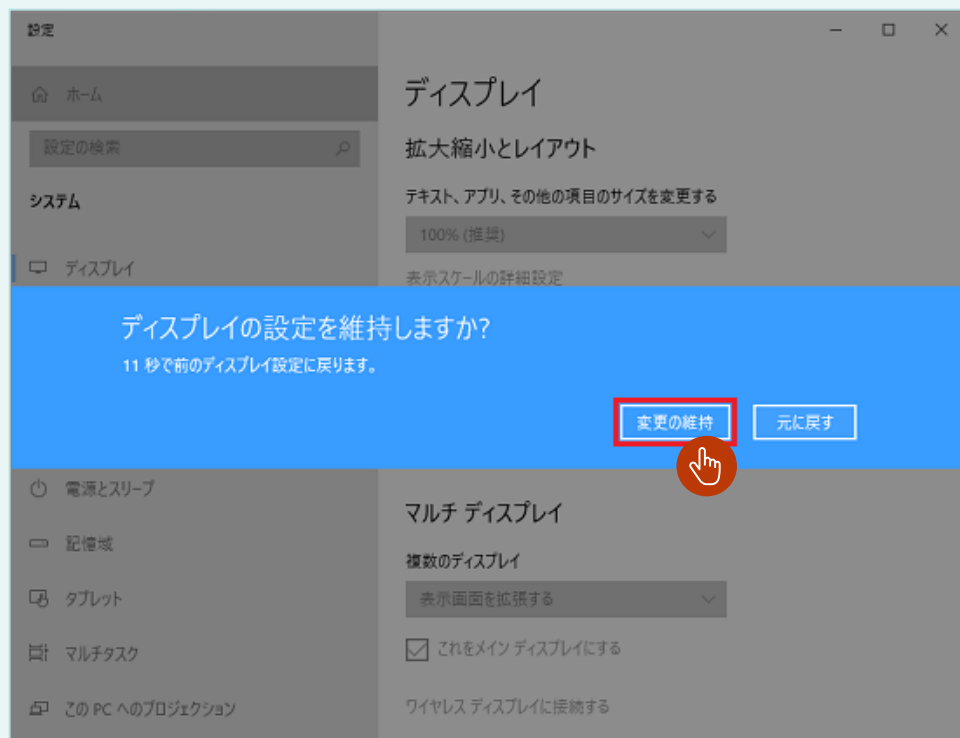 設定
ホーム
設定の検索
システム
ディスプレイ
ディスプレイ
拡大縮小とレイアウト
テキスト、アプリ、その他の項目のサイズを変更する
100% (推奨)
表示スケールの詳細設定
ディスプレイの設定を維持しますか?
11 秒で前のディスプレイ設定に戻ります。
変更の維持
元に戻す
電源とスリープ
記憶域
タブレット
マルチタスク
この PC へのプロジェクション
マルチ ディスプレイ
複数のディスプレイ
表示画面を拡張する
これをメイン ディスプレイにする
ワイヤレス ディスプレイに接続する